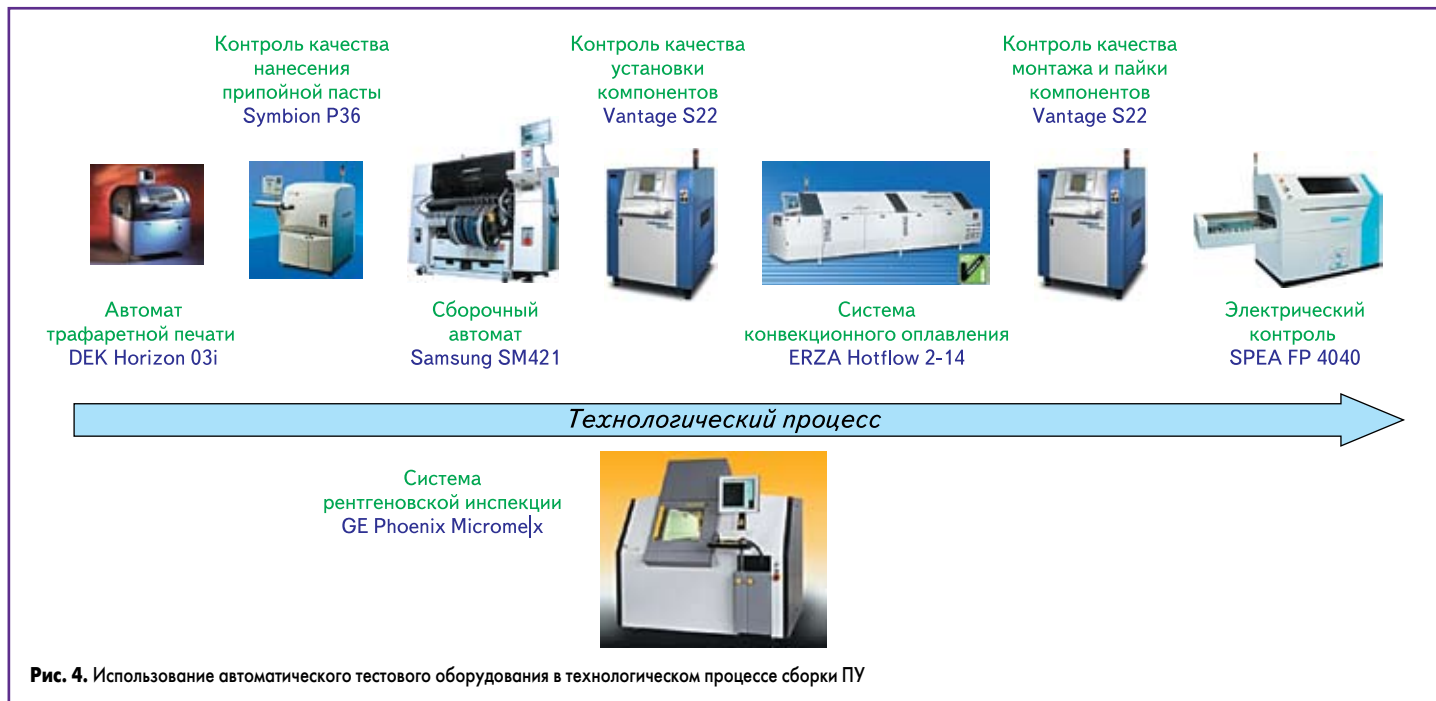 Контроль качества
нанесения
припойной пасты
Symbion P36
Контроль качества
установки
компонентов
Vantage S22
Контроль качества
монтажа и пайки
компонентов
Vantage S22
Автомат
трафаретной печати
DEK Horizon 03i
Сборочный
автомат
Samsung SM421
Система
конвекционного оплавления
ERZA Hotflow 2-14
Электрический
контроль
SPEA FP 4040
Технологический процесс
Система
рентгеновской инспекции
GE Phoenix Microme|x
Рис. 4. Использование автоматического тестового оборудования в технологическом процессе сборки ПУ